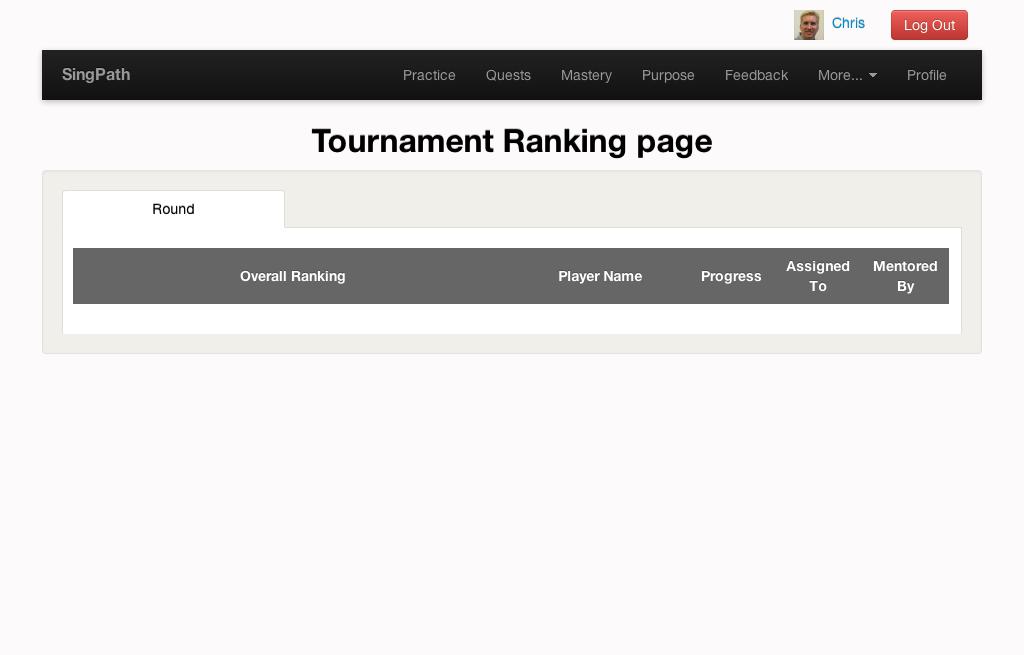 Chris
Log Out
SingPath
Practice Quests Mastery Purpose Feedback More... Profile
Tournament Ranking page
Round
Overall Ranking Player Name Progress Assigned To Mentored By